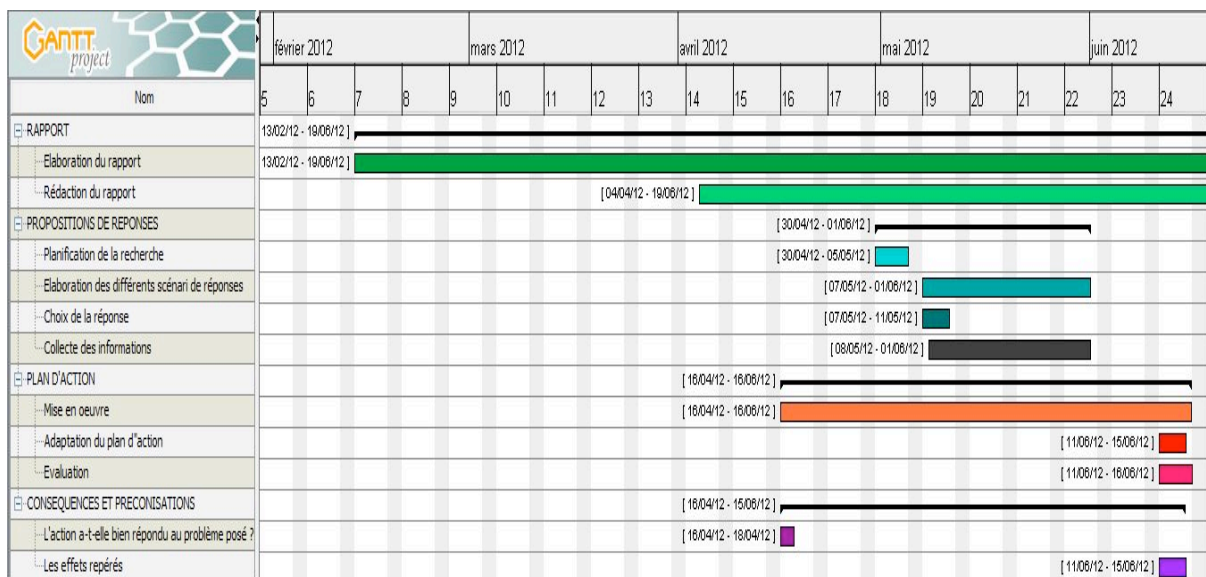 GANTT
project
février 2012 mars 2012 avril 2012 mai 2012 juin 2012
Nom
5 6 7 8 9 10 11 12 13 14 15 16 17 18 19 20 21 22 23 24
RAPPORT 13/02/12 - 19/06/12 ]
Elaboration du rapport 13/02/12 - 19/06/12 ]
Rédaction du rapport [ 04/04/12 - 19/06/12 ]
PROPOSITIONS DE REPONSES [ 30/04/12 - 01/06/12 ]
Planification de la recherche [ 30/04/12 - 05/05/12 ]
Elaboration des différents scénari de réponses [ 07/05/12 - 01/06/12 ]
Choix de la réponse [ 07/05/12 - 11/05/12 ]
Collecte des informations [ 08/05/12 - 01/06/12 ]
PLAN D'ACTION [ 16/04/12 - 16/06/12 ]
Mise en oeuvre [ 16/04/12 - 16/06/12 ]
Adaptation du plan d"action [ 11/06/12 - 15/06/12 ]
Evaluation [ 11/06/12 - 16/06/12 ]
CONSEQUENCES ET PRECONISATIONS [ 16/04/12 - 15/06/12 ]
L'action a-t-elle bien répondu au problème posé ? [ 16/04/12 - 18/04/12 ]
Les effets repérés [ 11/06/12 - 15/06/12 ]